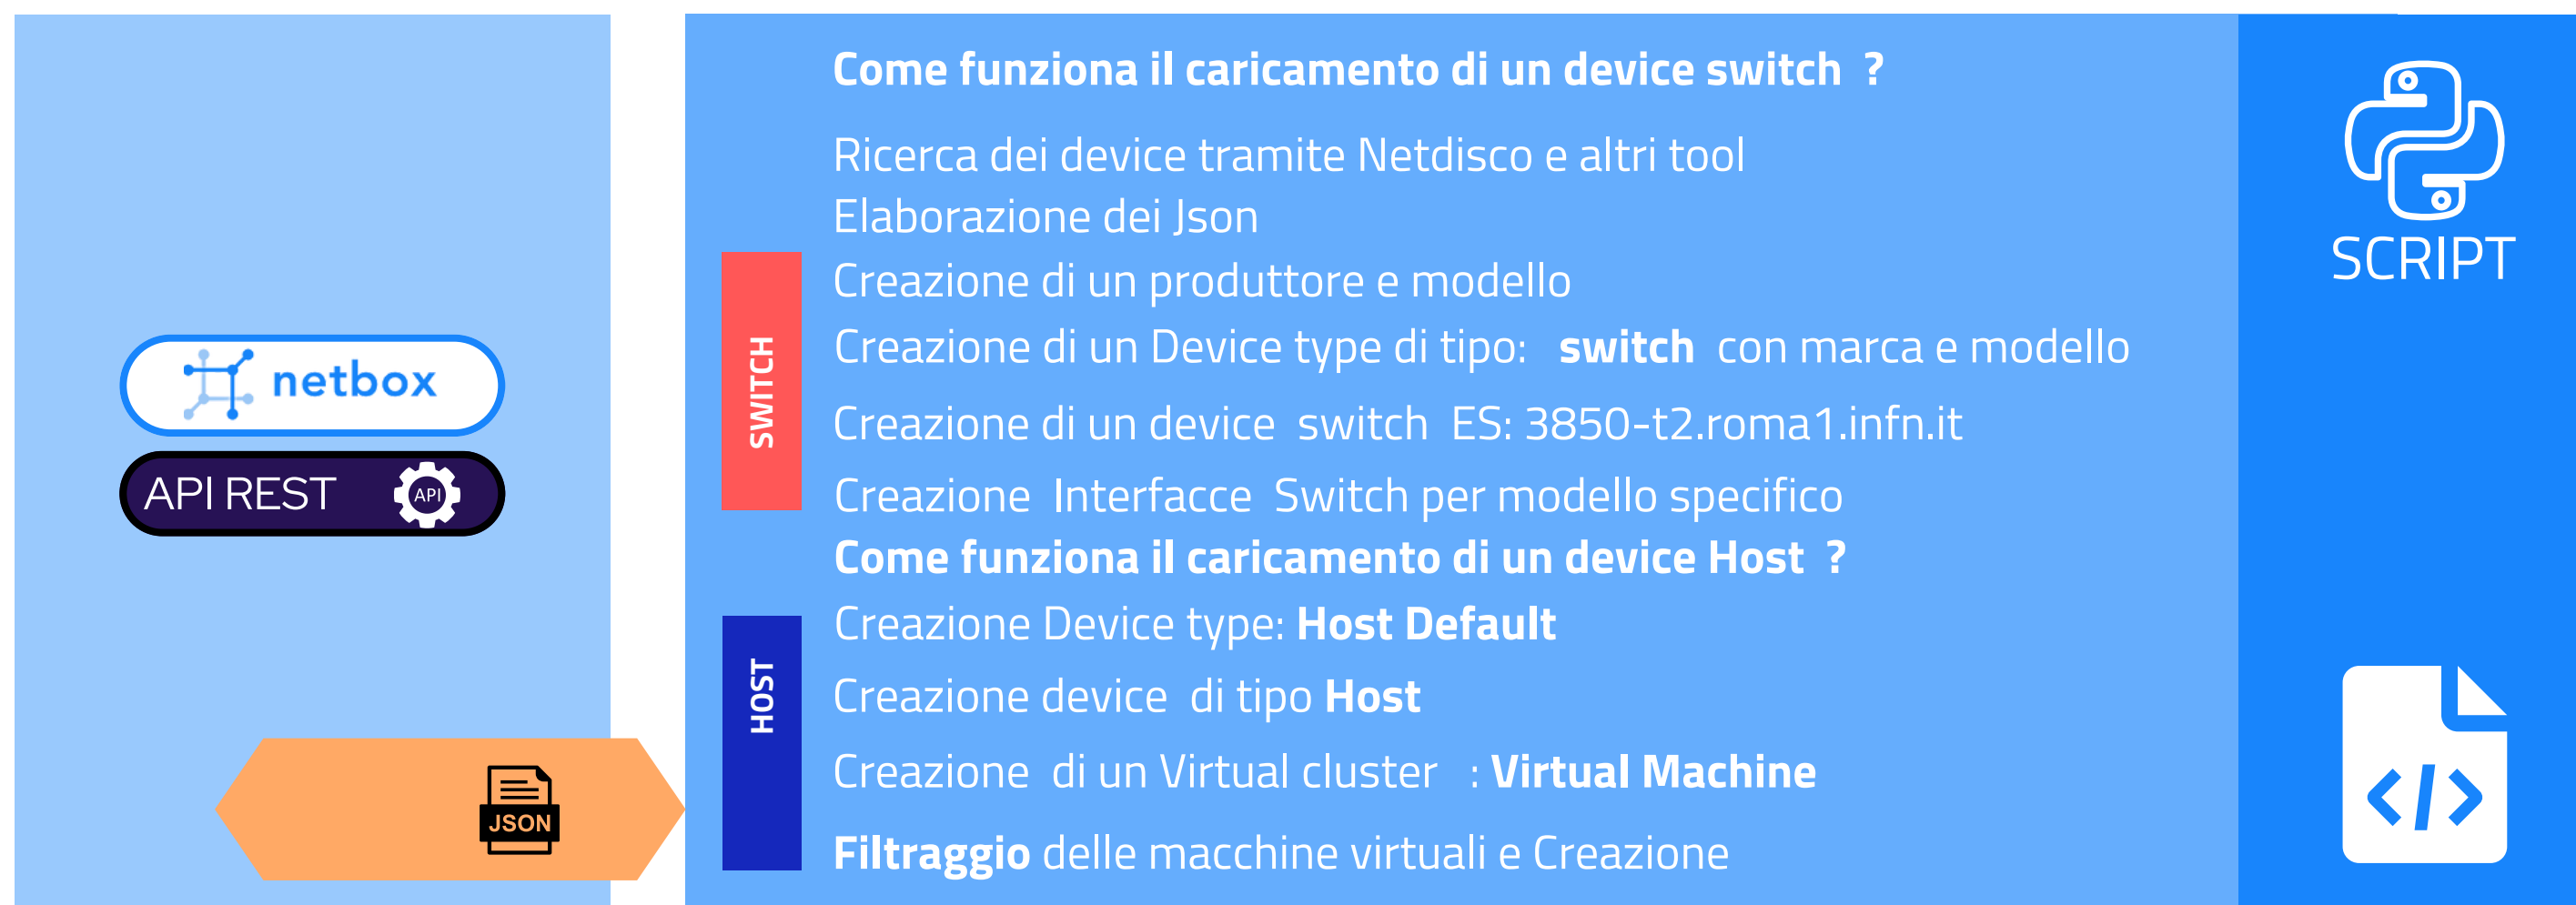 netbox
API REST
API
JSON
Come funziona il caricamento di un device switch ?
Ricerca dei device tramite Netdisco e altri tool
Elaborazione dei Json
SWITCH
Creazione di un produttore e modello
Creazione di un Device type di tipo: switch con marca e modello
Creazione di un device switch ES: 3850-t2.roma1.infn.it
Creazione Interfacce Switch per modello specifico
Come funziona il caricamento di un device Host ?
HOST
Creazione Device type: Host Default
Creazione device di tipo Host
Creazione di un Virtual cluster : Virtual Machine
Filtraggio delle macchine virtuali e Creazione
SCRIPT
</>